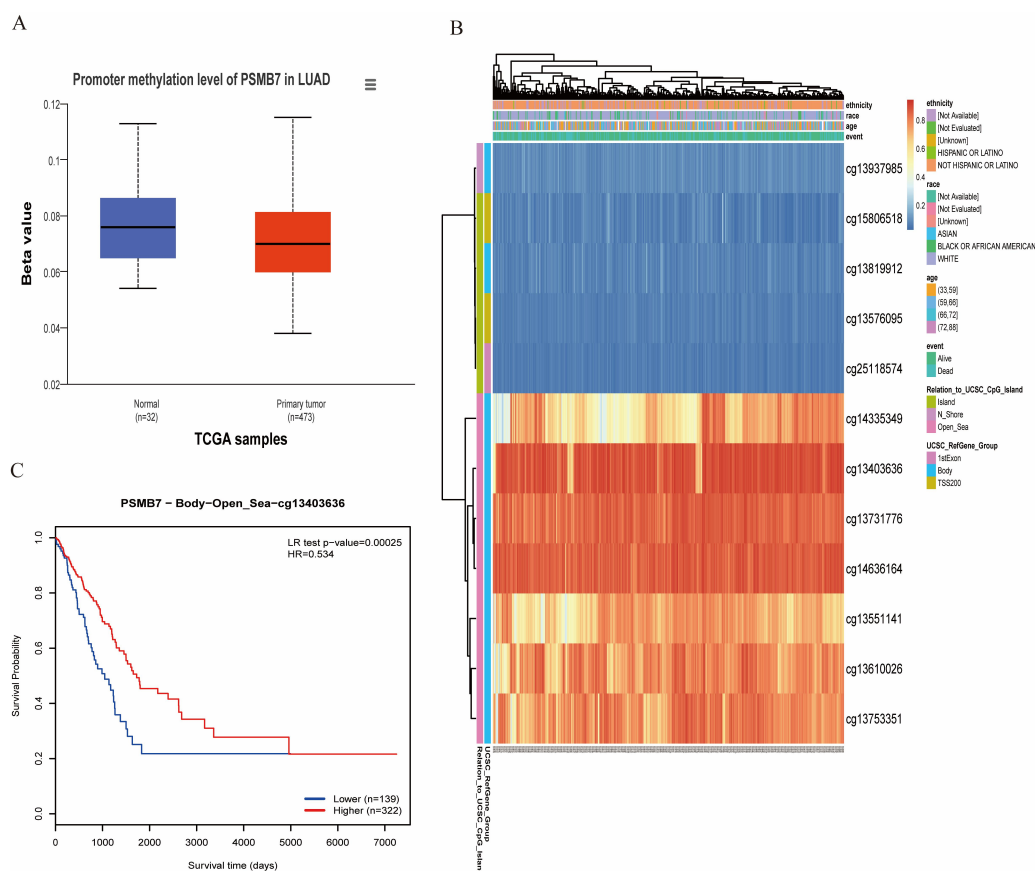 A
Promoter methylation level of PSMB7 in LUAD
0.12
0.1
0.08
0.06
0.04
0.02
Beta value
Normal
(n=32)
Primary tumor
(n=473)
TCGA samples
B
ethnicity
race
age
event
cg13937985
cg15806518
cg13819912
cg13576095
cg25118574
cg14335349
cg13403636
cg13731776
cg14636164
cg13551141
cg13610026
cg13753351
UCSC_RefGene_Group
Relation_to_UCSC_CpG_Islan
0.8
0.6
0.4
0.2
ethnicity
[Not Available]
[Not Evaluated]
[Unknown]
HISPANIC OR LATINO
NOT HISPANIC OR LATINO
race
[Not Available]
[Not Evaluated]
[Unknown]
ASIAN
BLACK OR AFRICAN AMERICAN
WHITE
age
(33,59]
(59,66]
(66,72]
(72,88]
event
Alive
Dead
Relation_to_UCSC_CpG_Island
Island
N_Shore
Open_Sea
UCSC_RefGene_Group
1stExon
Body
TSS200
C
PSMB7 − Body−Open_Sea−cg13403636
LR test p−value=0.00025
HR=0.534
1.0
0.8
0.6
0.4
0.2
0.0
Survival Probability
Lower (n=139)
Higher (n=322)
0
1000
2000
3000
4000
5000
6000
7000
Survival time (days)